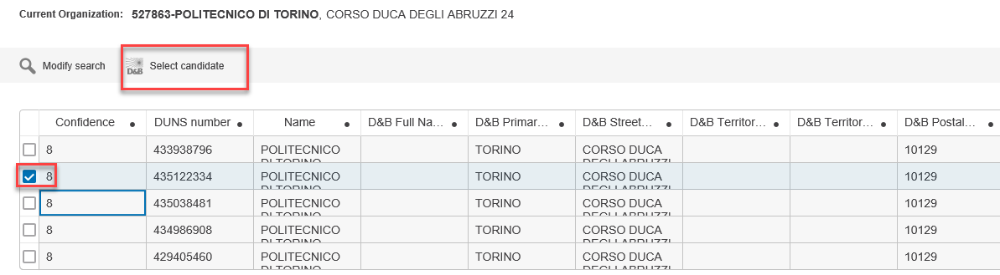 Current Organization: 527863-POLITECNICO DI TORINO, CORSO DUCA DEGLI ABRUZZI 24
Modify search D&B Select candidate
Confidence DUNS number Name D&B Full Na... D&B Primar... D&B Street... D&B Territor... D&B Territor... D&B Postal...
8 433938796 POLITECNICO DI TORINO TORINO CORSO DUCA DEGLI ABRUZZI 10129
8 435122334 POLITECNICO DI TORINO TORINO CORSO DUCA DEGLI ABRUZZI 10129
8 435038481 POLITECNICO DI TORINO TORINO CORSO DUCA DEGLI ABRUZZI 10129
8 434986908 POLITECNICO DI TORINO TORINO CORSO DUCA DEGLI ABRUZZI 10129
8 429405460 POLITECNICO DI TORINO TORINO CORSO DUCA DEGLI ABRUZZI 10129